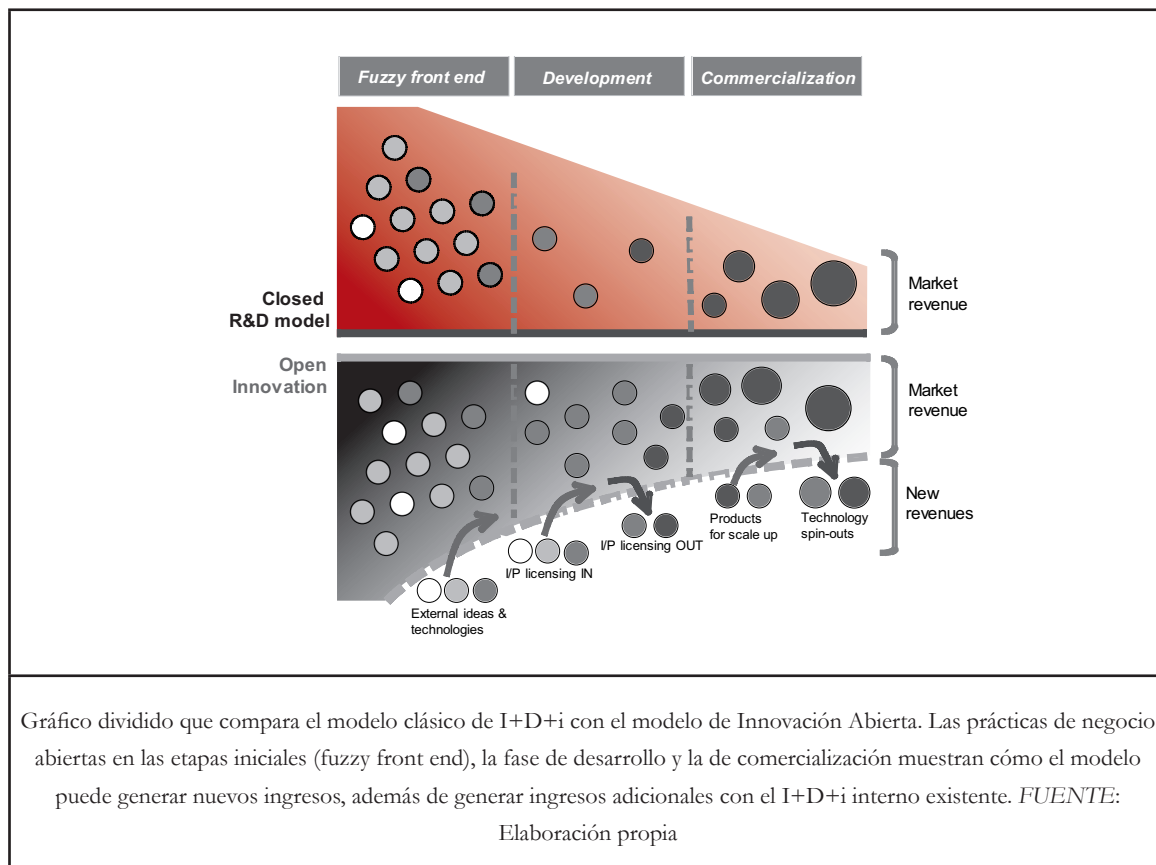 Fuzzy front end
Development
Commercialization
Closed
R&D model
Market
revenue
Open
Innovation
Market
revenue
New
revenues
External ideas &
technologies
I/P licensing IN
I/P licensing OUT
Products
for scale up
Technology
spin-outs
Gráfico dividido que compara el modelo clásico de I+D+i con el modelo de Innovación Abierta. Las prácticas de negocio
abiertas en las etapas iniciales (fuzzy front end), la fase de desarrollo y la de comercialización muestran cómo el modelo
puede generar nuevos ingresos, además de generar ingresos adicionales con el I+D+i interno existente. FUENTE:
Elaboración propia